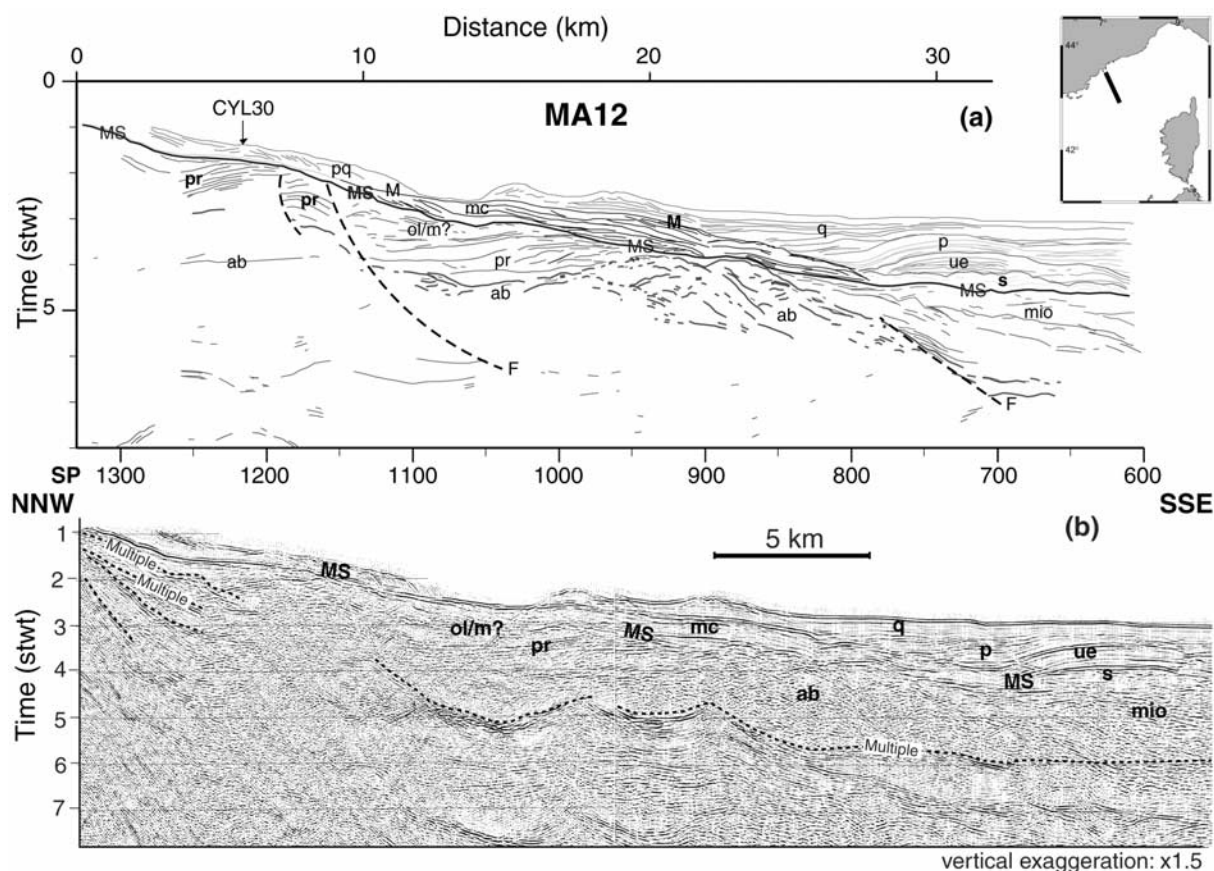 Distance (km)
0 10 20 30
MA12
(a)
44°
42°
Time (stwt)
0
5
CYL30
MS
pr
pr
pq
MS
M
mc
M
ol/m?
MS
q
p
ue
s
MS
mio
ab
pr
ab
ab
F
F
SP 1300 1200 1100 1000 900 800 700 600
NNW SSE
(b)
5 km
Time (stwt)
1
2
3
4
5
6
7
Multiple
Multiple
MS
ol/m?
pr
MS
mc
q
p
ue
MS
s
ab
mio
Multiple
vertical exaggeration: x1.5